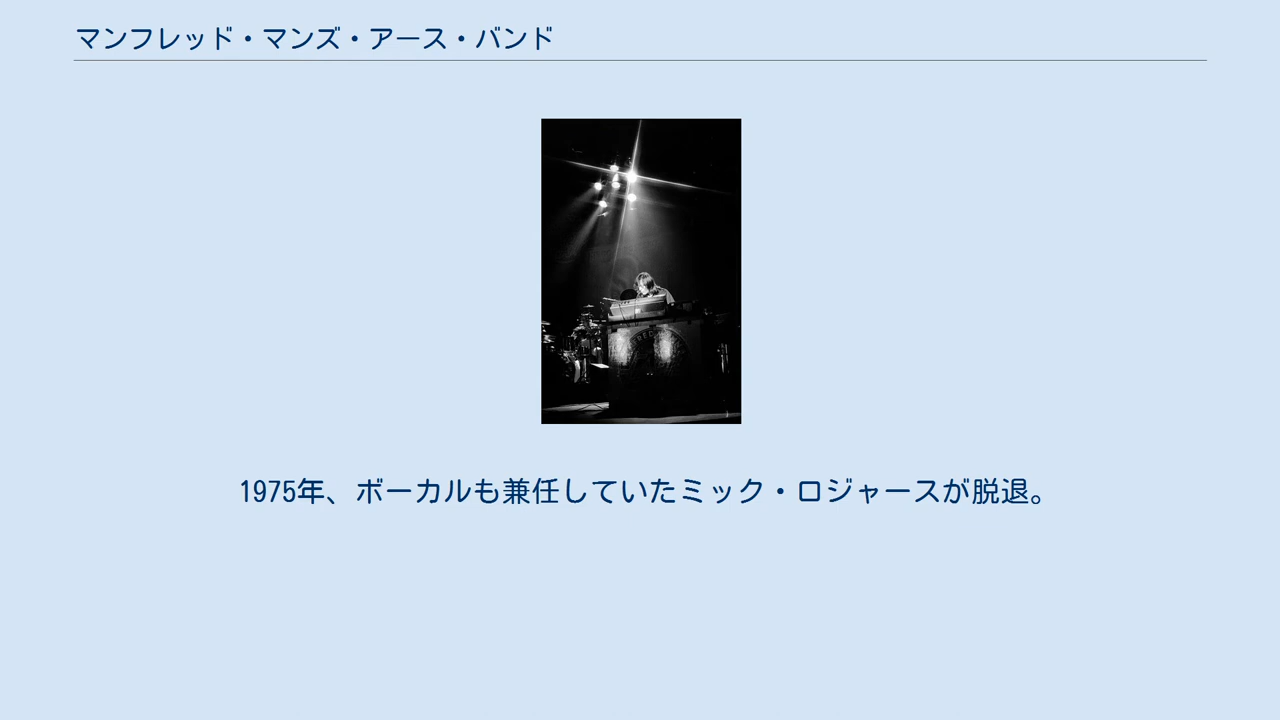 マンフレッド・マンズ・アース・バンド
1975年、ボーカルも兼任していたミック・ロジャースが脱退。